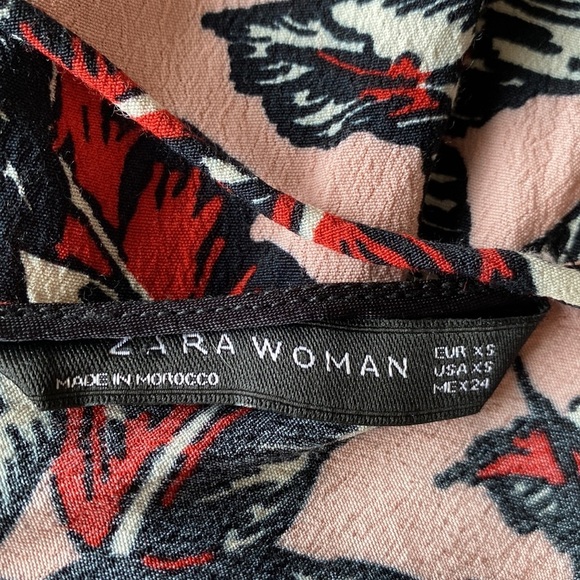 ZARA WOMAN
MADE IN MOROCCO
EUR XS
USA XS
MEX 24